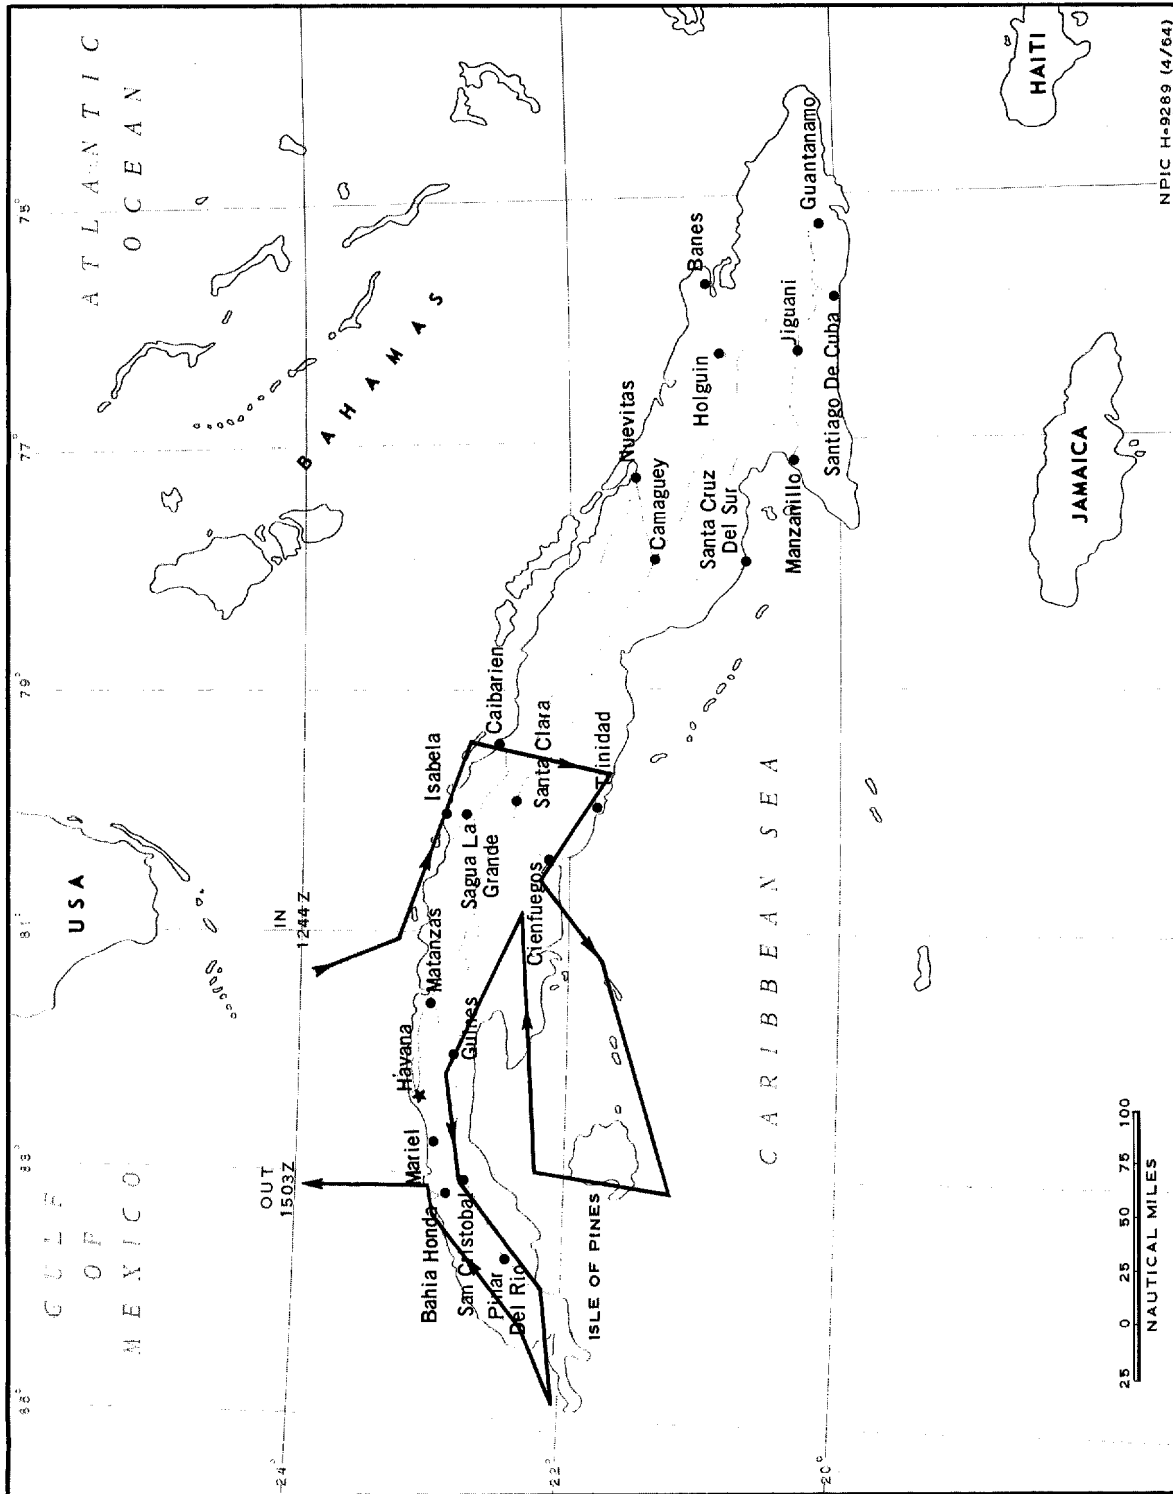 GULF
OF
MEXICO
ATLANTIC
OCEAN
85°
83°
81°
79°
77°
75°
24°
22°
20°
USA
BAHAMAS
OUT
1503Z
IN
1244Z
Havana
Mariel
Bahia Honda
San Cristobal
Pinar
Del Rio
Guines
Matanzas
Isabela
Sagua La
Grande
Santa Clara
Caibarien
Cienfuegos
Trinidad
Nuevitas
Camaguey
Santa Cruz
Del Sur
Holguin
Banes
Manzanillo
Jiguani
Santiago De Cuba
Guantanamo
ISLE OF PINES
CARIBBEAN SEA
JAMAICA
HAITI
25 0 25 50 75 100
NAUTICAL MILES
NPIC H-9289 (4/64)